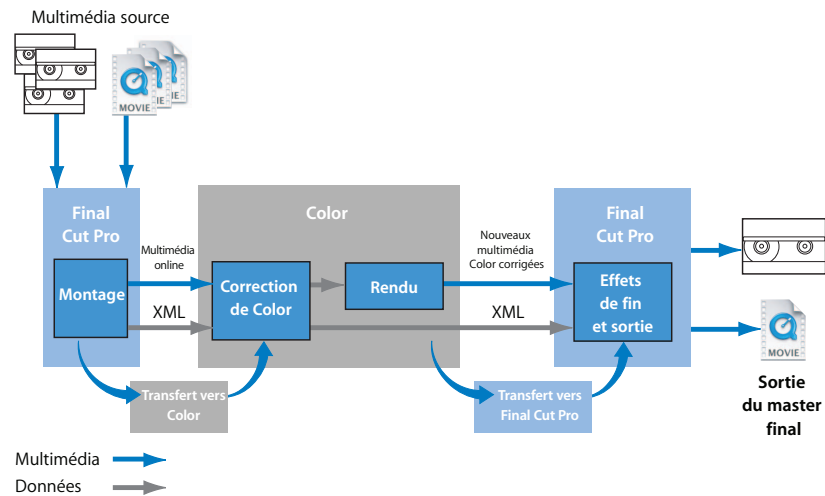 Multimédia source
MOVIE
Final
Cut Pro
Color
Final
Cut Pro
Multimédia
online
Nouveaux
multimédia
Color corrigées
Montage
Correction
de Color
Rendu
Effets
de fin
et sortie
XML
XML
MOVIE
Transfert vers
Color
Transfert vers
Final Cut Pro
Sortie
du master
final
Multimédia
Données